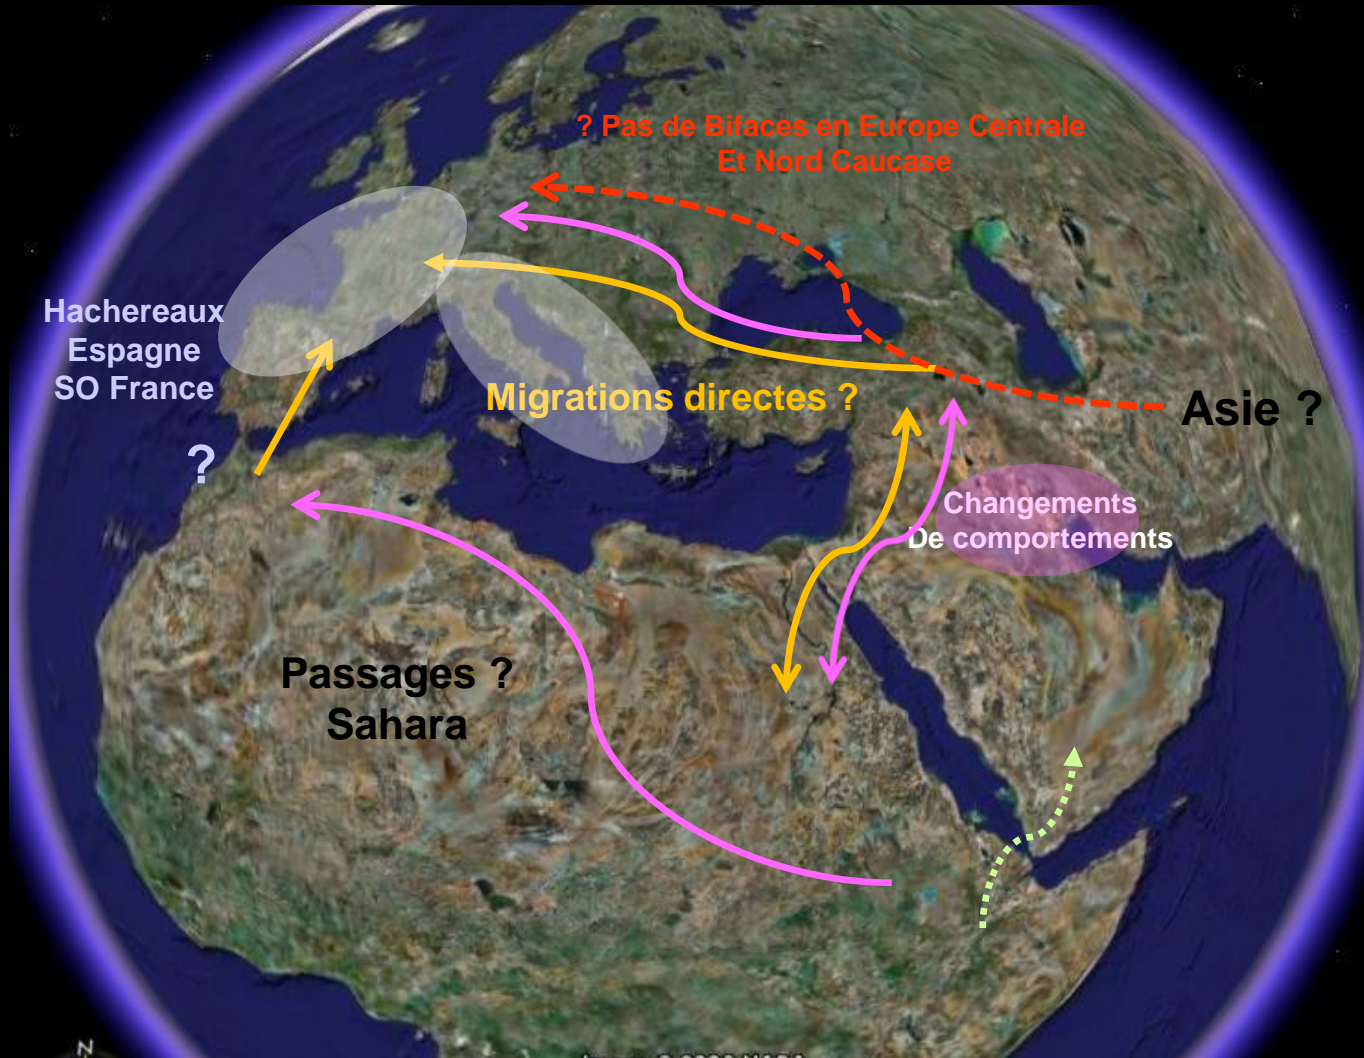 ? Pas de Bifaces en Europe Centrale
Et Nord Caucase
Hachereaux
Espagne
SO France
Migrations directes ?
Asie ?
?
Changements
De comportements
Passages ?
Sahara
N